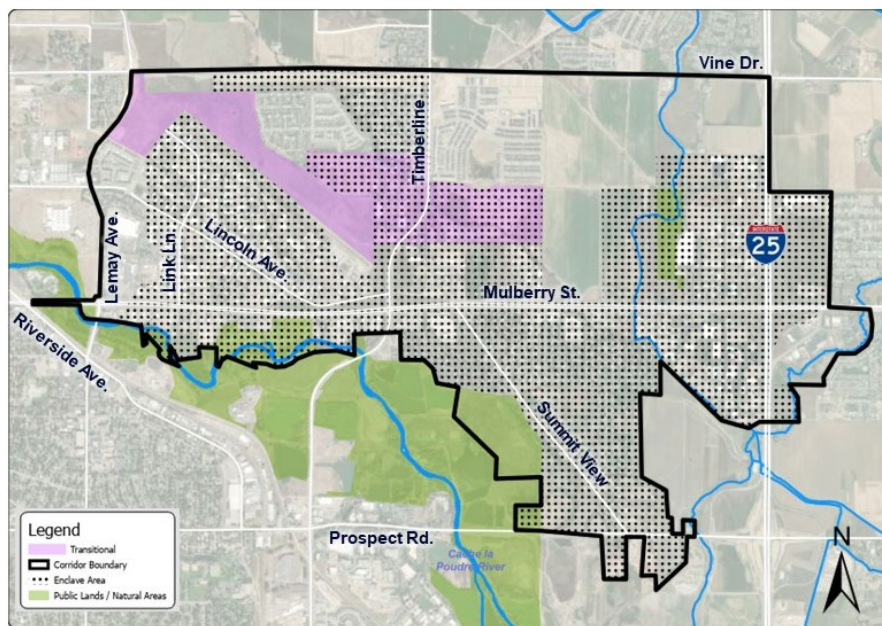 Vine Dr.
Timberline
Lemay Ave.
Link Ln.
Lincoln Ave.
INTERSTATE
25
Mulberry St.
Riverside Ave.
Summit View
Prospect Rd.
Cache la
Poudre River
N
Legend
Transitional
Corridor Boundary
Enclave Area
Public Lands / Natural Areas